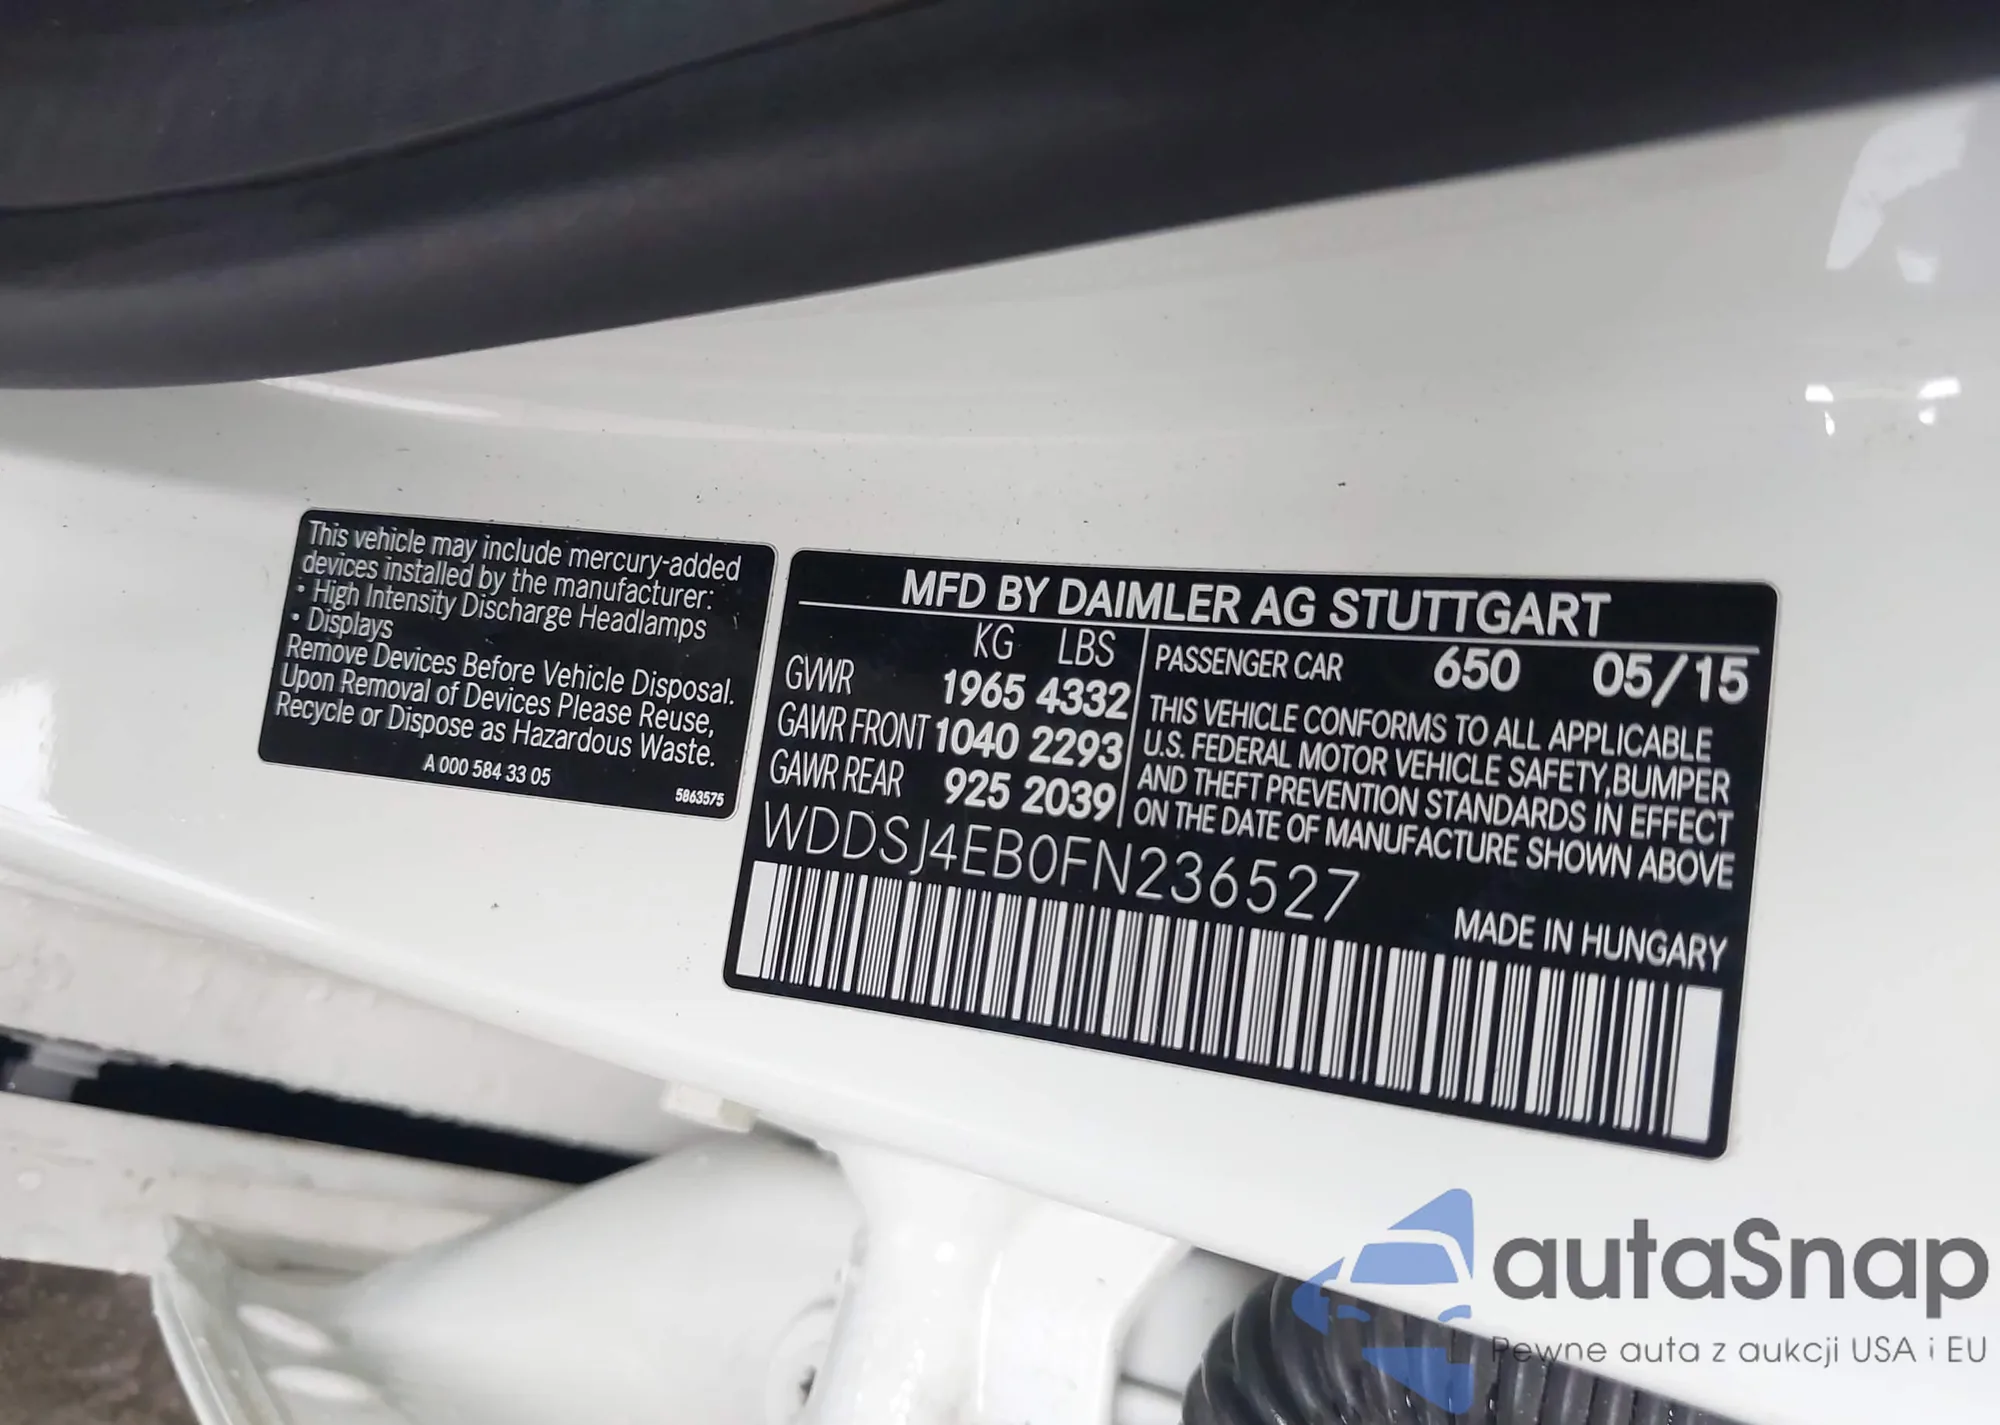 This vehicle may include mercury-added
devices installed by the manufacturer:
• High Intensity Discharge Headlamps
• Displays
Remove Devices Before Vehicle Disposal.
Upon Removal of Devices Please Reuse,
Recycle or Dispose as Hazardous Waste.
A 000 584 33 05
5863575
MFD BY DAIMLER AG STUTTGART
KG LBS
GVWR 1965 4332
GAWR FRONT 1040 2293
GAWR REAR 925 2039
PASSENGER CAR 650 05/15
THIS VEHICLE CONFORMS TO ALL APPLICABLE
U.S. FEDERAL MOTOR VEHICLE SAFETY,BUMPER
AND THEFT PREVENTION STANDARDS IN EFFECT
ON THE DATE OF MANUFACTURE SHOWN ABOVE
WDDSJ4EB0FN236527
MADE IN HUNGARY
autaSnap
Pewne auta z aukcji USA i EU